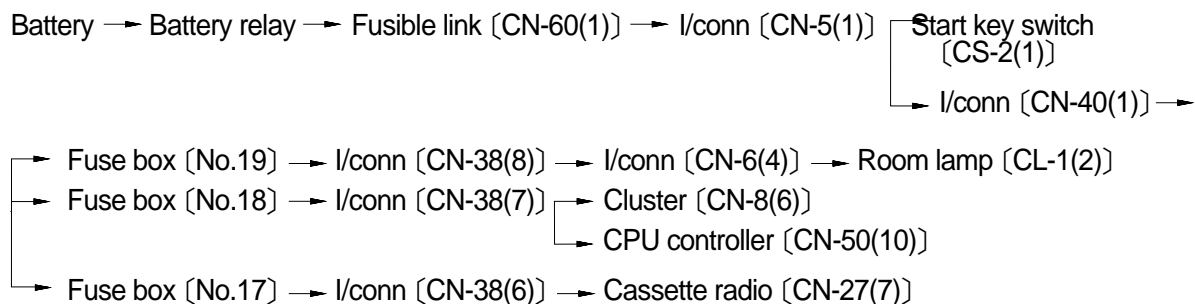 Battery → Battery relay → Fusible link〔CN-60(1)〕→ I/conn〔CN-5(1)〕Start key switch
〔CS-2(1)〕
I/conn〔CN-40(1)〕→
Fuse box〔No.19〕→ I/conn〔CN-38(8)〕→ I/conn〔CN-6(4)〕→ Room lamp〔CL-1(2)〕
Fuse box〔No.18〕→ I/conn〔CN-38(7)〕→ Cluster〔CN-8(6)〕
CPU controller〔CN-50(10)〕
Fuse box〔No.17〕→ I/conn〔CN-38(6)〕→ Cassette radio〔CN-27(7)〕